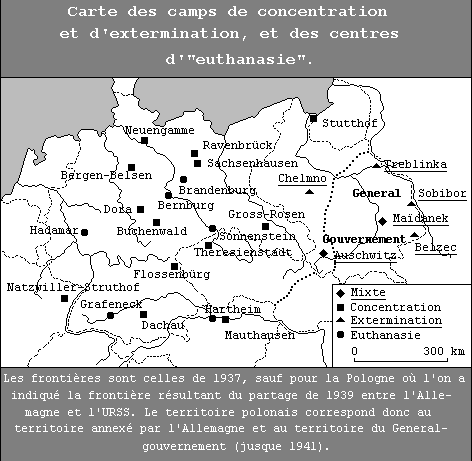 Carte des camps de concentration
et d'extermination, et des centres
d'"euthanasie".
Stutthof
Neuengamme
Ravenbrück
Sachsenhausen
Treblinka
Bergen-Belsen
Chelmno
Brandenburg
General
Sobibor
Bernburg
Dora
Gross-Rosen
Maidanek
Hadamar
Buchenwald
Sonnenstein
Gouvernement
Belzec
Theresienstadt
Auschwitz
Flossenbürg
Natzwiller-Struthof
Mixte
Grafeneck
Hartheim
Concentration
Dachau
Extermination
Mauthausen
Euthanasie
0 300 km
Les frontières sont celles de 1937, sauf pour la Pologne où l'on a
indiqué la frontière résultant du partage de 1939 entre l'Alle-
magne et l'URSS. Le territoire polonais correspond donc au
territoire annexé par l'Allemagne et au territoire du General-
gouvernement (jusque 1941).